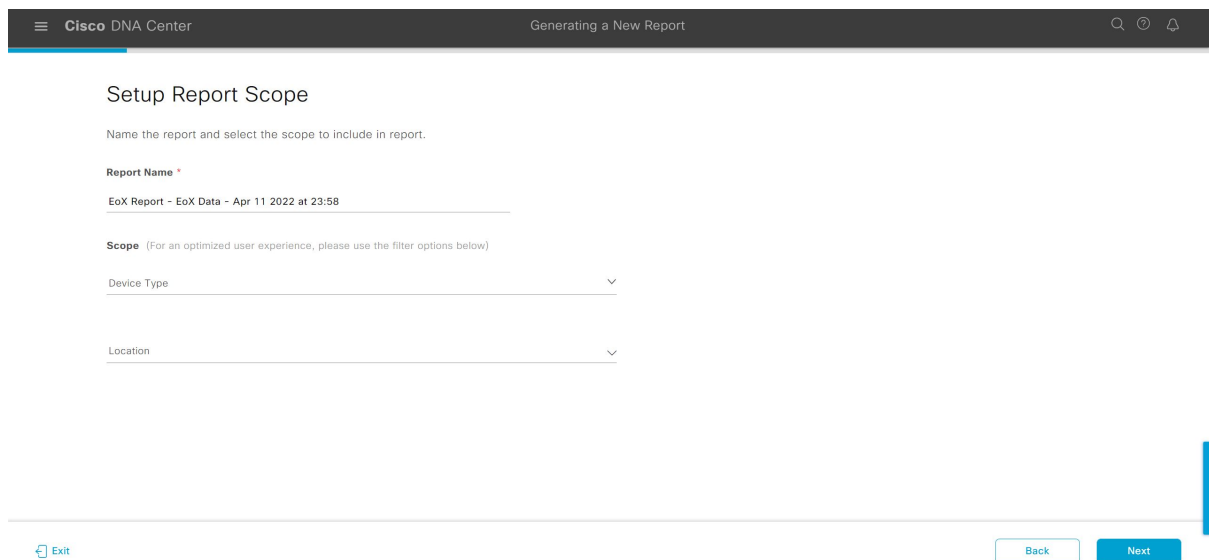 Cisco DNA Center Generating a New Report
Setup Report Scope
Name the report and select the scope to include in report.
Report Name *
EoX Report - EoX Data - Apr 11 2022 at 23:58
Scope (For an optimized user experience, please use the filter options below)
Device Type
Location
Exit Back Next